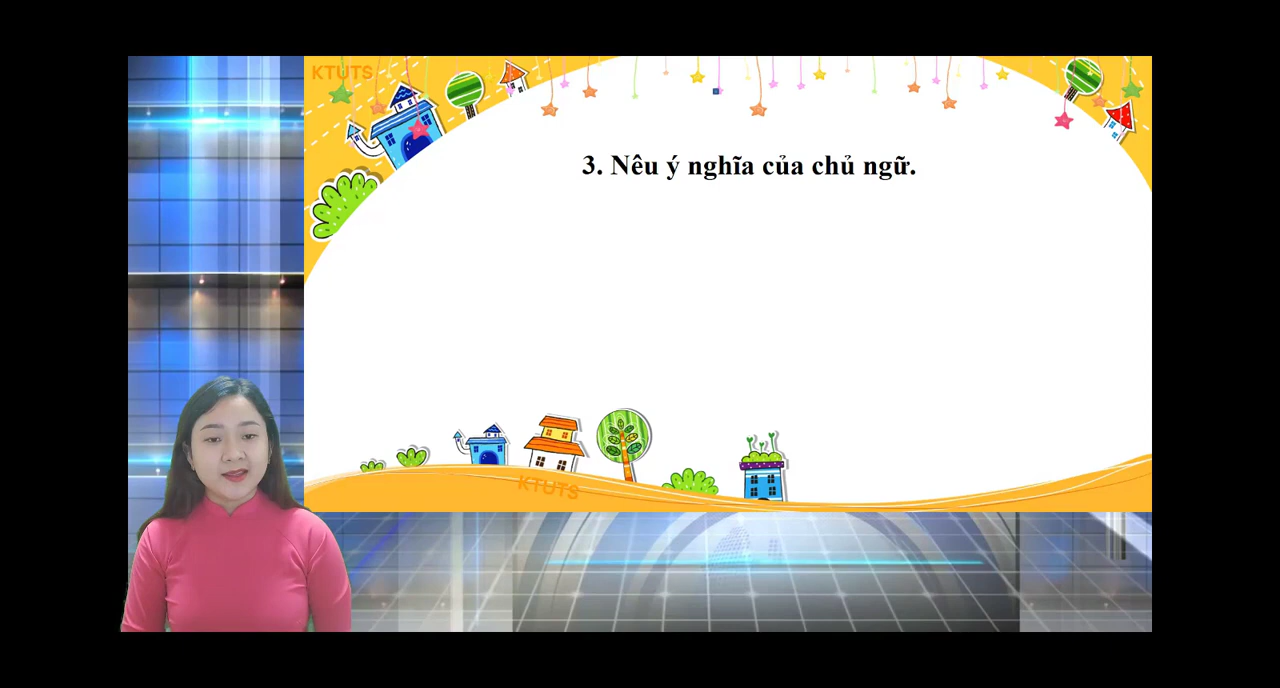 KTUTS
3. Nêu ý nghĩa của chủ ngữ.
KTUTS